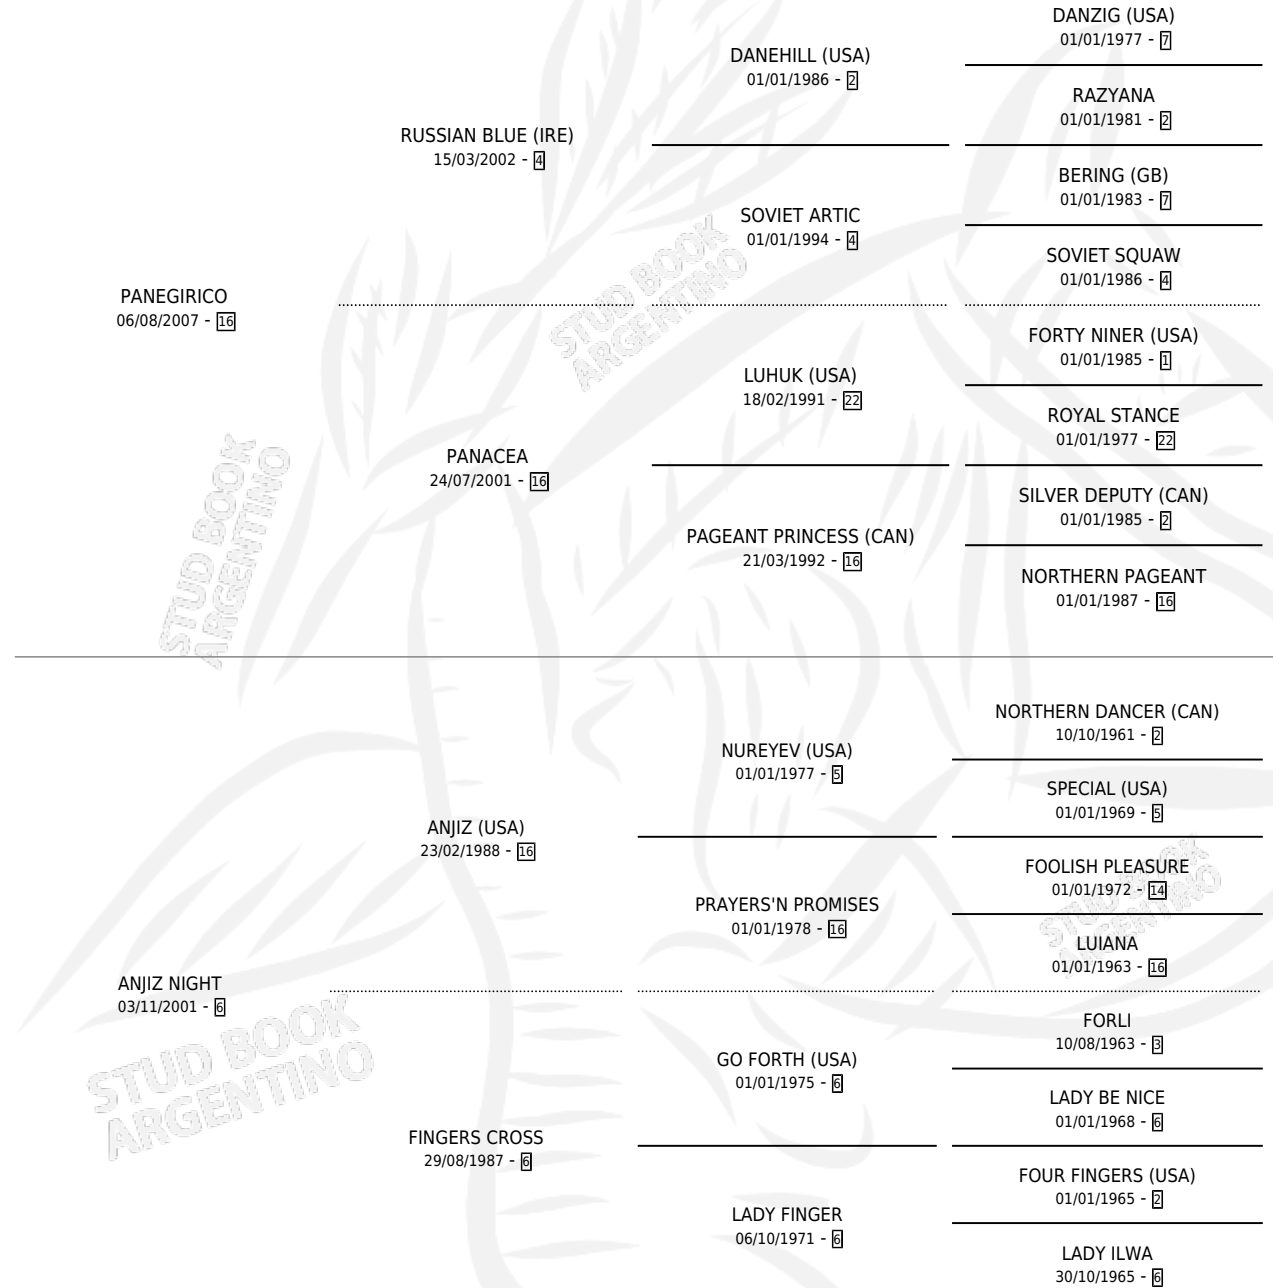 DANZIG (USA)
01/01/1977 - 7
DANEHILL (USA)
01/01/1986 - 2
RAZYANA
01/01/1981 - 2
RUSSIAN BLUE (IRE)
15/03/2002 - 4
BERING (GB)
01/01/1983 - 7
SOVIET ARTIC
01/01/1994 - 4
SOVIET SQUAW
01/01/1986 - 4
PANEGIRICO
06/08/2007 - 16
FORTY NINER (USA)
01/01/1985 - 1
LUHUK (USA)
18/02/1991 - 22
ROYAL STANCE
01/01/1977 - 22
PANACEA
24/07/2001 - 16
SILVER DEPUTY (CAN)
01/01/1985 - 2
PAGEANT PRINCESS (CAN)
21/03/1992 - 16
NORTHERN PAGEANT
01/01/1987 - 16
STUD BOOK
ARGENTINO
STUD BOOK
ARGENTINO
NORTHERN DANCER (CAN)
10/10/1961 - 2
NUREYEV (USA)
01/01/1977 - 5
SPECIAL (USA)
01/01/1969 - 5
ANJIZ (USA)
23/02/1988 - 16
FOOLISH PLEASURE
01/01/1972 - 14
PRAYERS'N PROMISES
01/01/1978 - 16
LUIANA
01/01/1963 - 16
STUD BOOK
ARGENTINO
ANJIZ NIGHT
03/11/2001 - 6
FORLI
10/08/1963 - 3
GO FORTH (USA)
01/01/1975 - 6
LADY BE NICE
01/01/1968 - 6
STUD BOOK
ARGENTINO
FINGERS CROSS
29/08/1987 - 6
FOUR FINGERS (USA)
01/01/1965 - 2
LADY FINGER
06/10/1971 - 6
LADY ILWA
30/10/1965 - 6